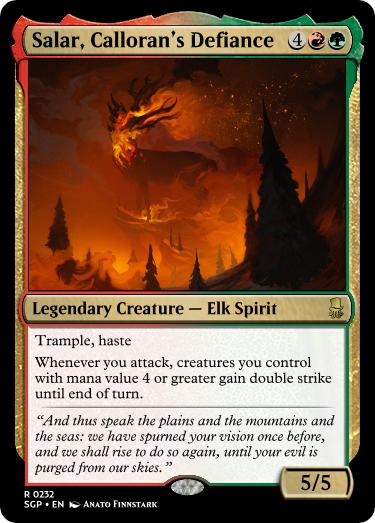 Salar, Calloran's Defiance 4
Legendary Creature — Elk Spirit
Trample, haste
Whenever you attack, creatures you control
with mana value 4 or greater gain double strike
until end of turn.
"And thus speak the plains and the mountains and
the seas: we have spurned your vision once before,
and we shall rise to do so again, until your evil is
purged from our skies."
5/5
R 0232
SGP • EN Anato Finnstark